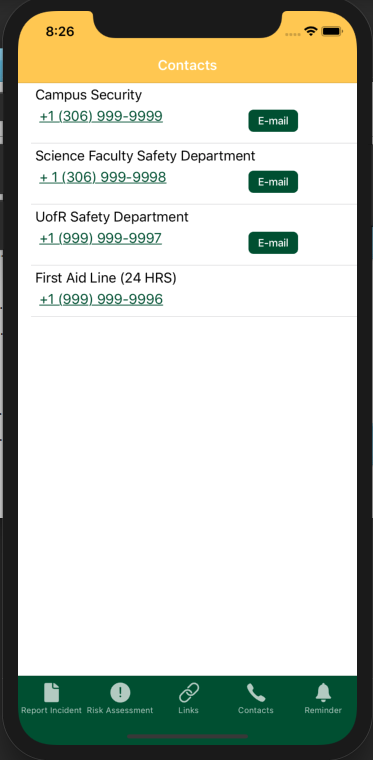 8:26
Contacts
Campus Security
+1 (306) 999-9999
E-mail
Science Faculty Safety Department
+ 1 (306) 999-9998
E-mail
UofR Safety Department
+1 (999) 999-9997
E-mail
First Aid Line (24 HRS)
+1 (999) 999-9996
Report Incident Risk Assessment Links Contacts Reminder